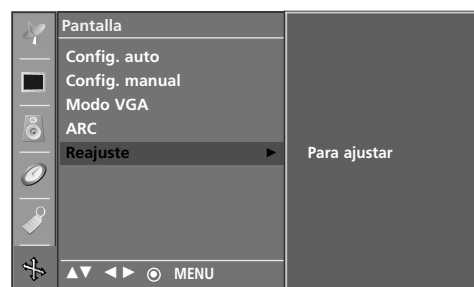 Pantalla
Config. auto
Config. manual
Modo VGA
ARC
Reajuste ► Para ajustar
▲▼ ◄► ⦿ MENU